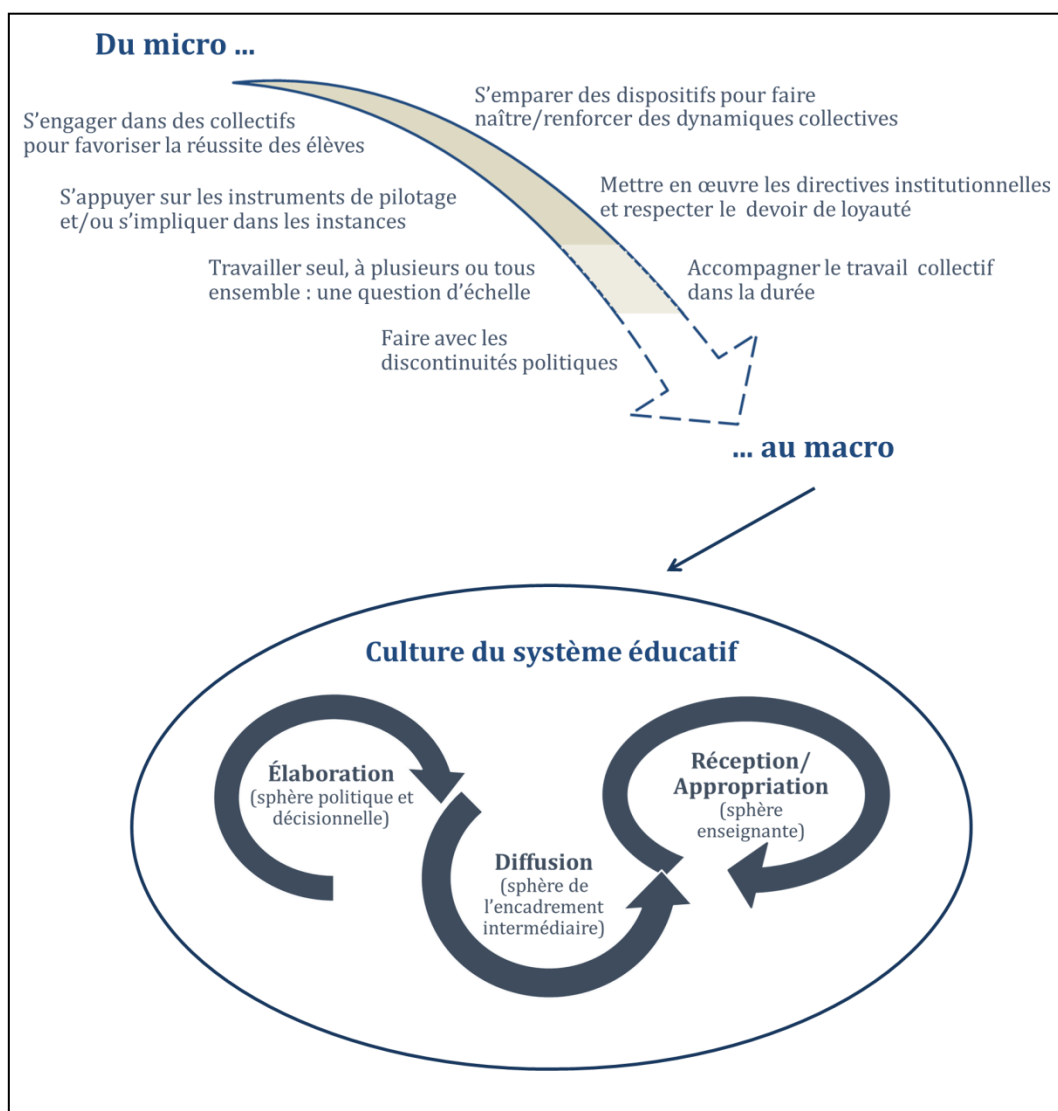 Du micro ...
S’engager dans des collectifs
pour favoriser la réussite des élèves
S’emparer des dispositifs pour faire
naître/renforcer des dynamiques collectives
S’appuyer sur les instruments de pilotage
et/ou s’impliquer dans les instances
Mettre en œuvre les directives institutionnelles
et respecter le devoir de loyauté
Travailler seul, à plusieurs ou tous
ensemble : une question d’échelle
Accompagner le travail collectif
dans la durée
Faire avec les
discontinuités politiques
... au macro
Culture du système éducatif
Élaboration
(sphère politique et
décisionnelle)
Diffusion
(sphère de
l’encadrement
intermédiaire)
Réception/
Appropriation
(sphère
enseignante)